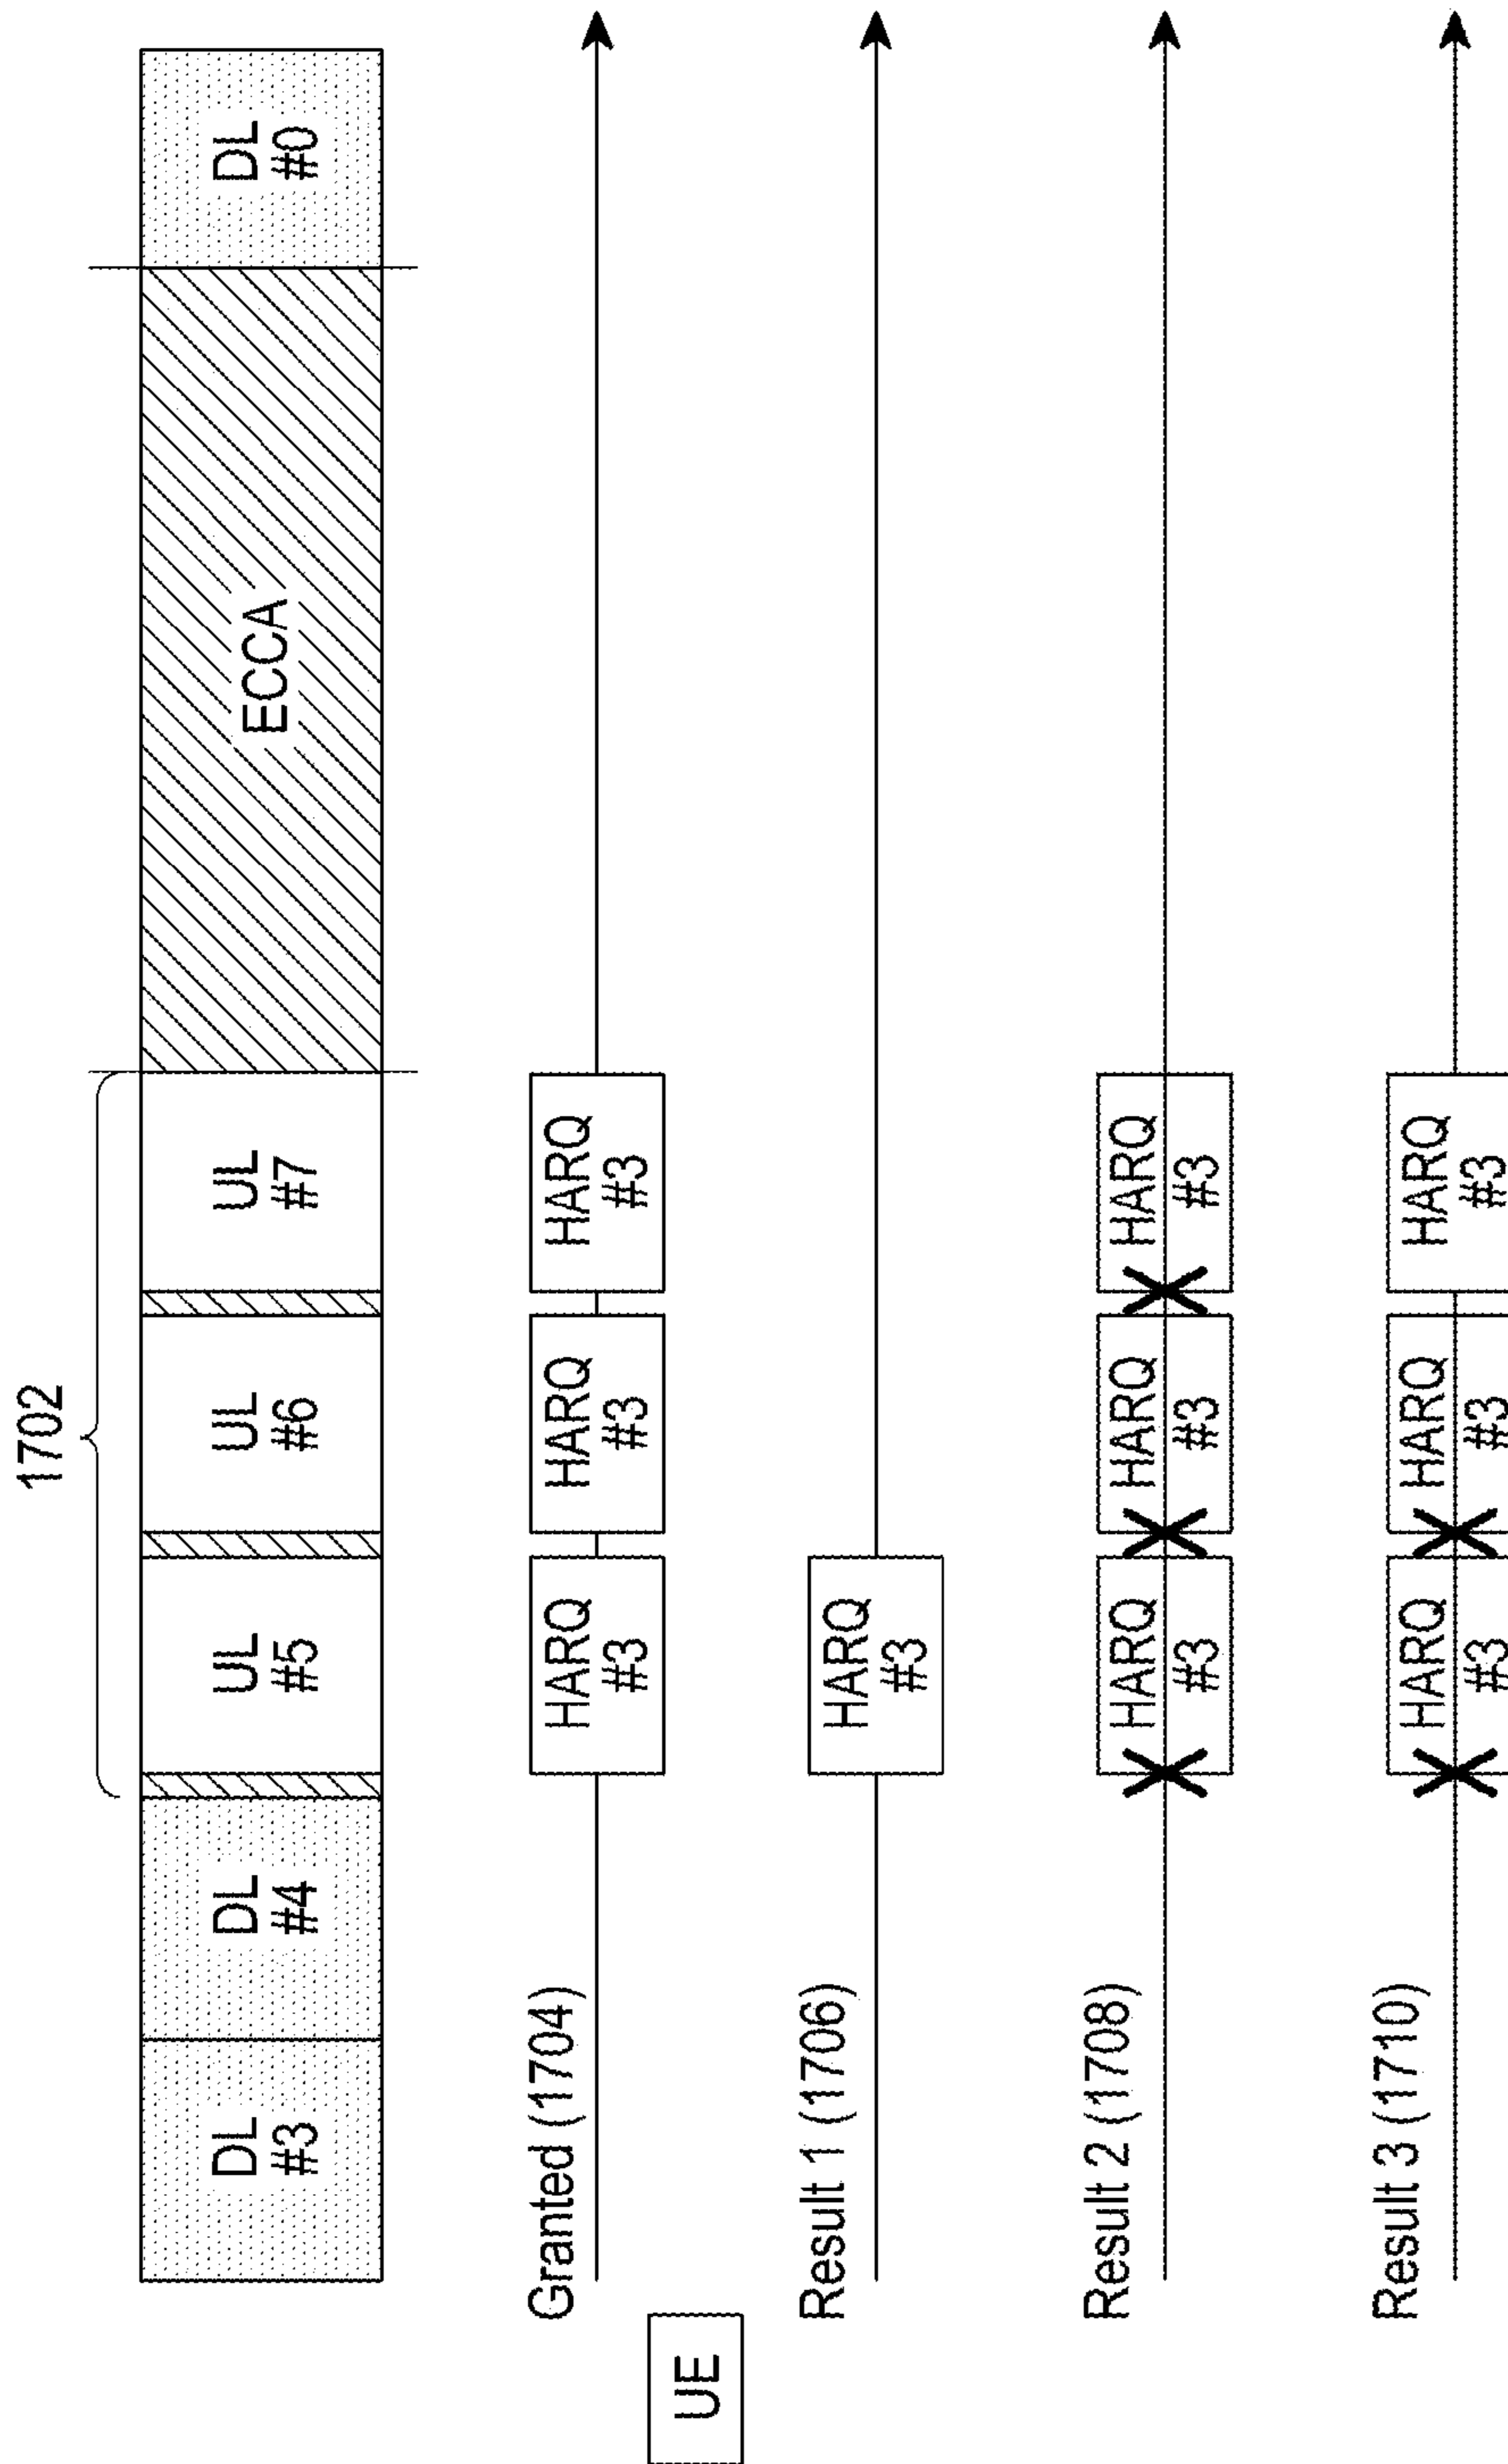 1702
DL
#3
DL
#4
UL
#5
UL
#6
UL
#7
ECCA
DL
#0
UE
Granted (1704)
HARQ
#3
HARQ
#3
HARQ
#3
Result 1 (1706)
HARQ
#3
Result 2 (1708)
HARQ
#3
HARQ
#3
HARQ
#3
Result 3 (1710)
HARQ
#3
HARQ
#3
HARQ
#3